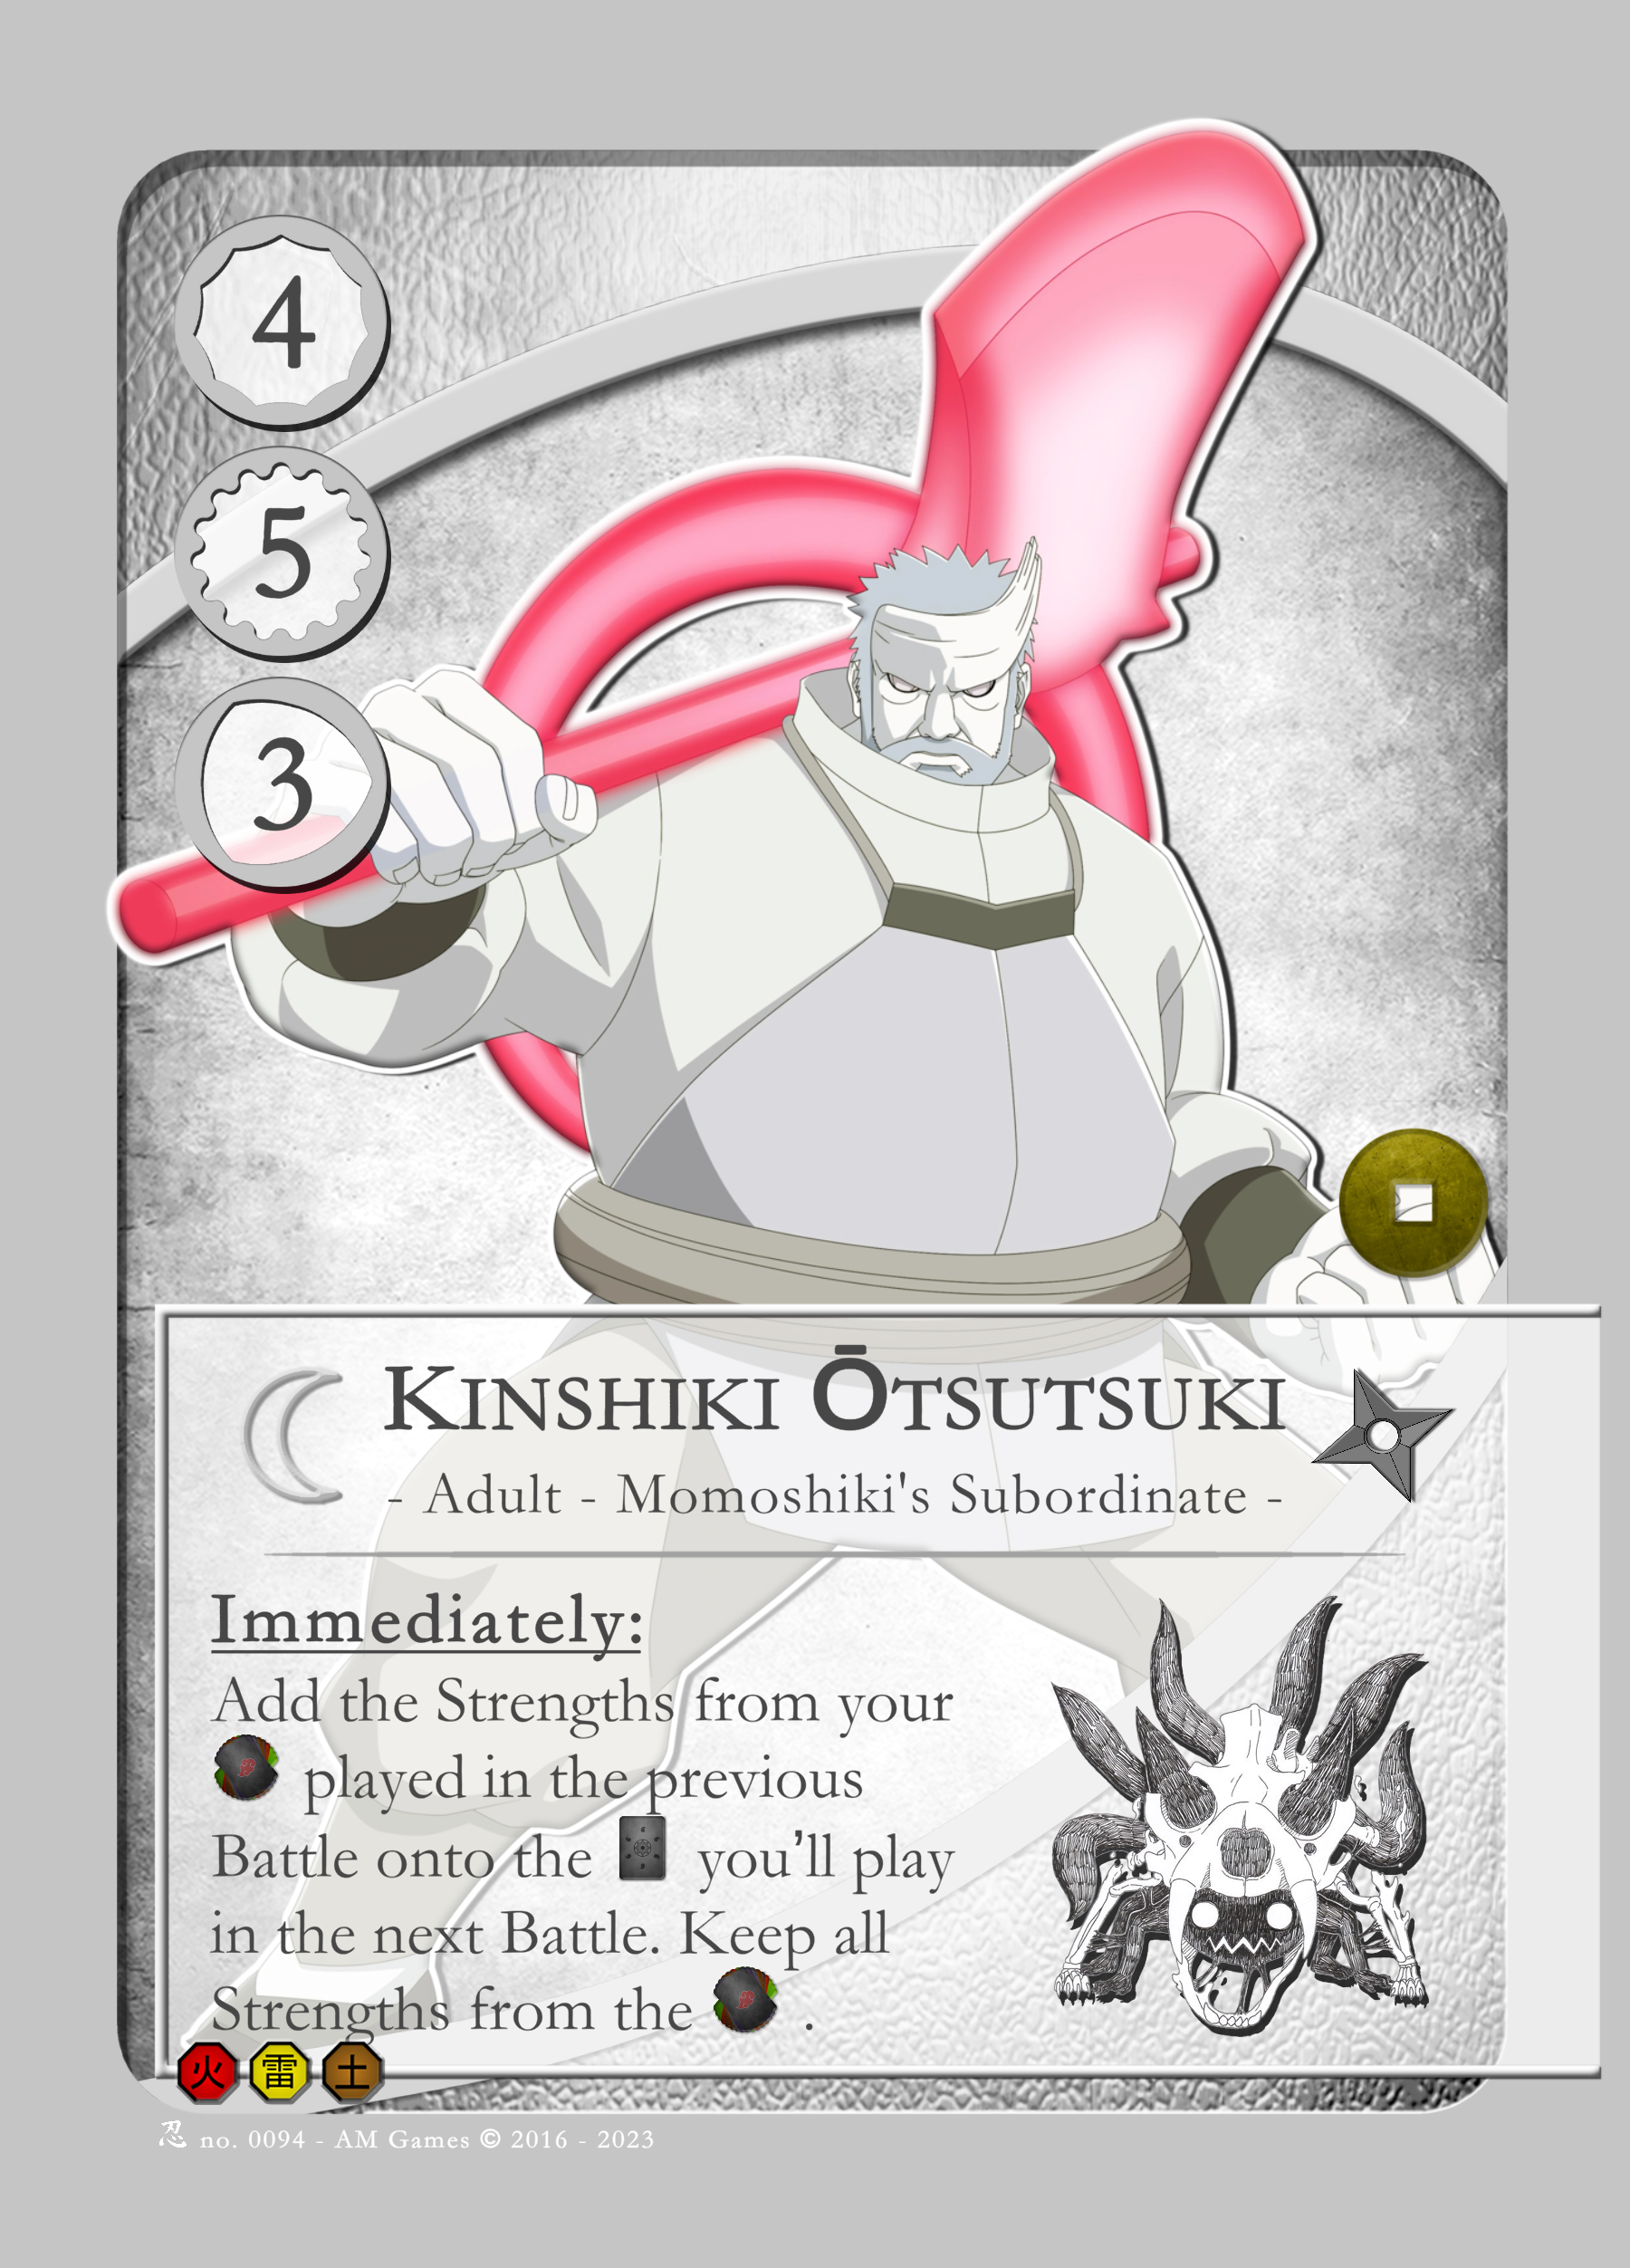 4
5
3
Kinshiki Ōtsutsuki
- Adult - Momoshiki's Subordinate -
Immediately:
Add the Strengths from your
played in the previous
Battle onto the you'll play
in the next Battle. Keep all
Strengths from the .
火 雷 土
忍 no. 0094 - AM Games © 2016 - 2023